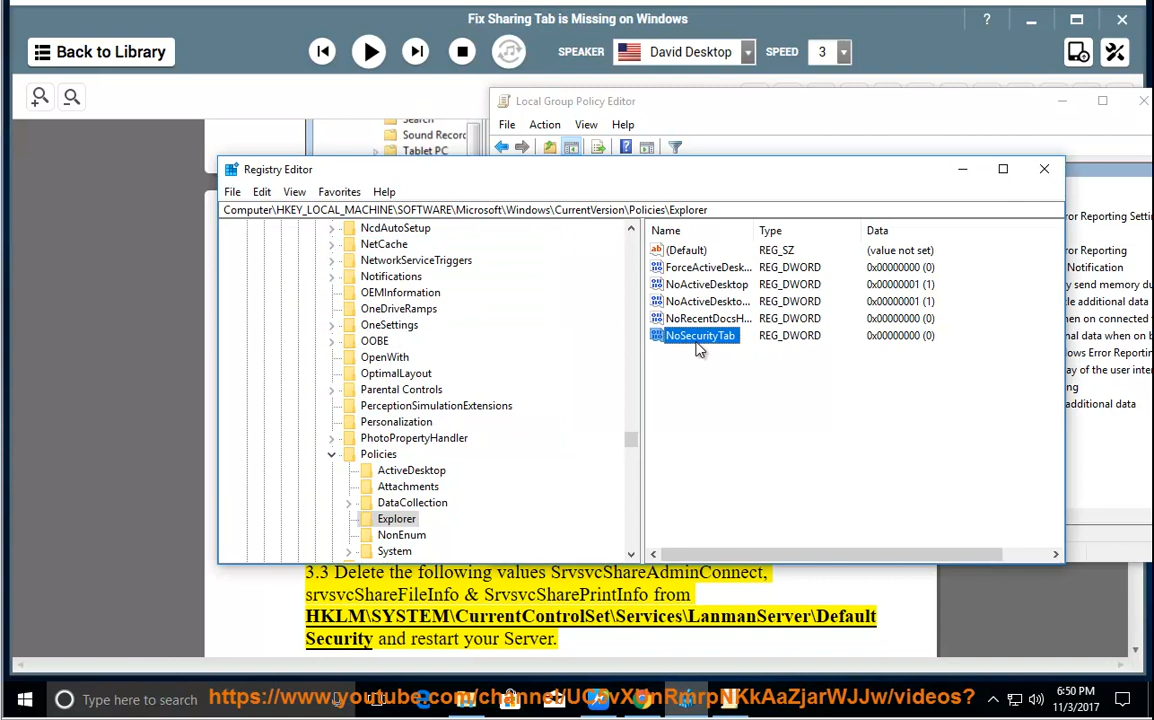 Fix Sharing Tab is Missing on Windows
Back to Library
SPEAKER
David Desktop
SPEED
3
Local Group Policy Editor
File Action View Help
Search
Sound Recorc
Tablet PC
Registry Editor
File Edit View Favorites Help
Computer\HKEY_LOCAL_MACHINE\SOFTWARE\Microsoft\Windows\CurrentVersion\Policies\Explorer
NcdAutoSetup
NetCache
NetworkServiceTriggers
Notifications
OEMInformation
OneDriveRamps
OneSettings
OOBE
OpenWith
OptimalLayout
Parental Controls
PerceptionSimulationExtensions
Personalization
PhotoPropertyHandler
Policies
ActiveDesktop
Attachments
DataCollection
Explorer
NonEnum
System
Name Type Data
(Default) REG_SZ (value not set)
ForceActiveDesk... REG_DWORD 0x00000000 (0)
NoActiveDesktop REG_DWORD 0x00000001 (1)
NoActiveDeskto... REG_DWORD 0x00000001 (1)
NoRecentDocsH... REG_DWORD 0x00000000 (0)
NoSecurityTab REG_DWORD 0x00000000 (0)
or Reporting Setti
or Reporting
Notification
y send memory du
le additional data
when on connected
al data when on b
ows Error Reportin
ay of the user inter
ng
additional data
3.3 Delete the following values SrvsvcShareAdminConnect,
srvsvcShareFileInfo & SrvsvcSharePrintInfo from
HKLM\SYSTEM\CurrentControlSet\Services\LanmanServer\Default
Security and restart your Server.
Type here to search
6:50 PM
11/3/2017